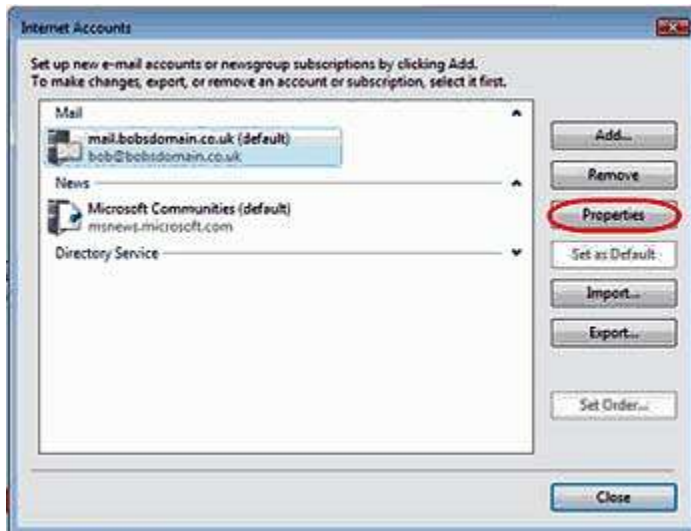 Internet Accounts
Set up new e-mail accounts or newsgroup subscriptions by clicking Add.
To make changes, export, or remove an account or subscription, select it first.
Mail
mail.bobsdomain.co.uk (default)
bob@bobsdomain.co.uk
News
Microsoft Communities (default)
msnews.microsoft.com
Directory Service
Add...
Remove
Properties
Set as Default
Import...
Export...
Set Order...
Close